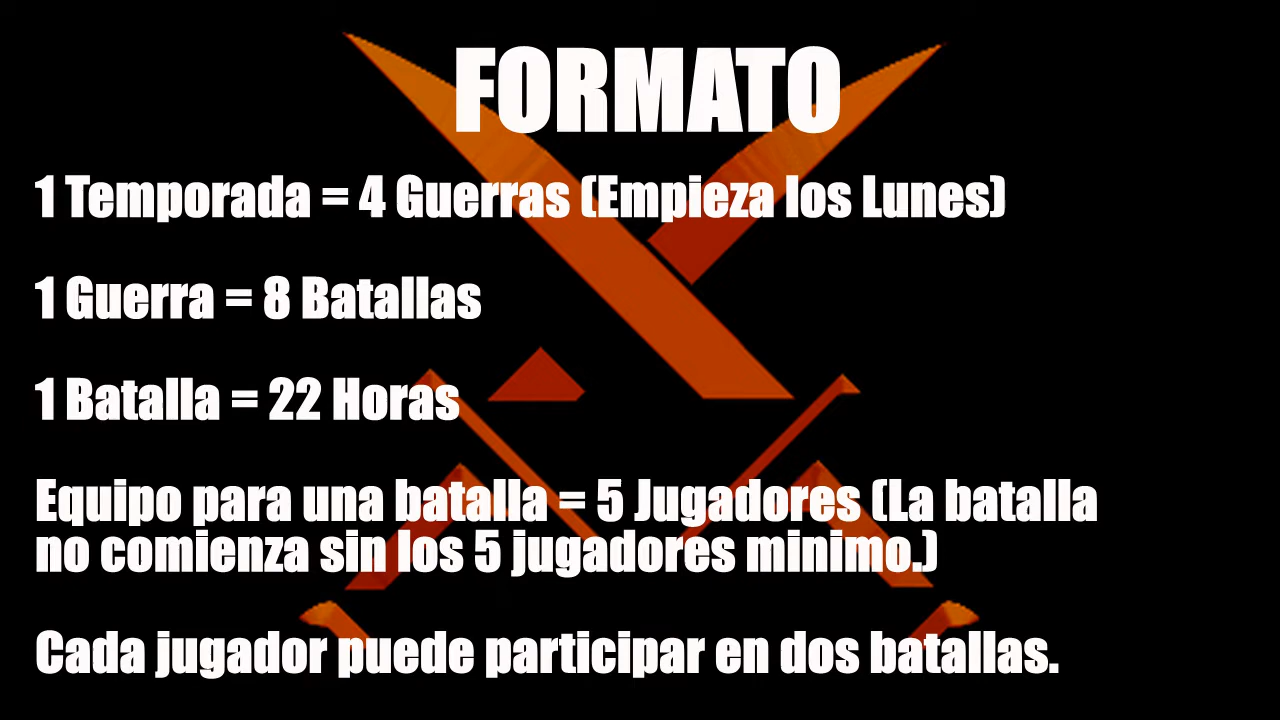 FORMATO
1 Temporada = 4 Guerras (Empieza los Lunes)
1 Guerra = 8 Batallas
1 Batalla = 22 Horas
Equipo para una batalla = 5 Jugadores (La batalla
no comienza sin los 5 jugadores minimo.)
Cada jugador puede participar en dos batallas.